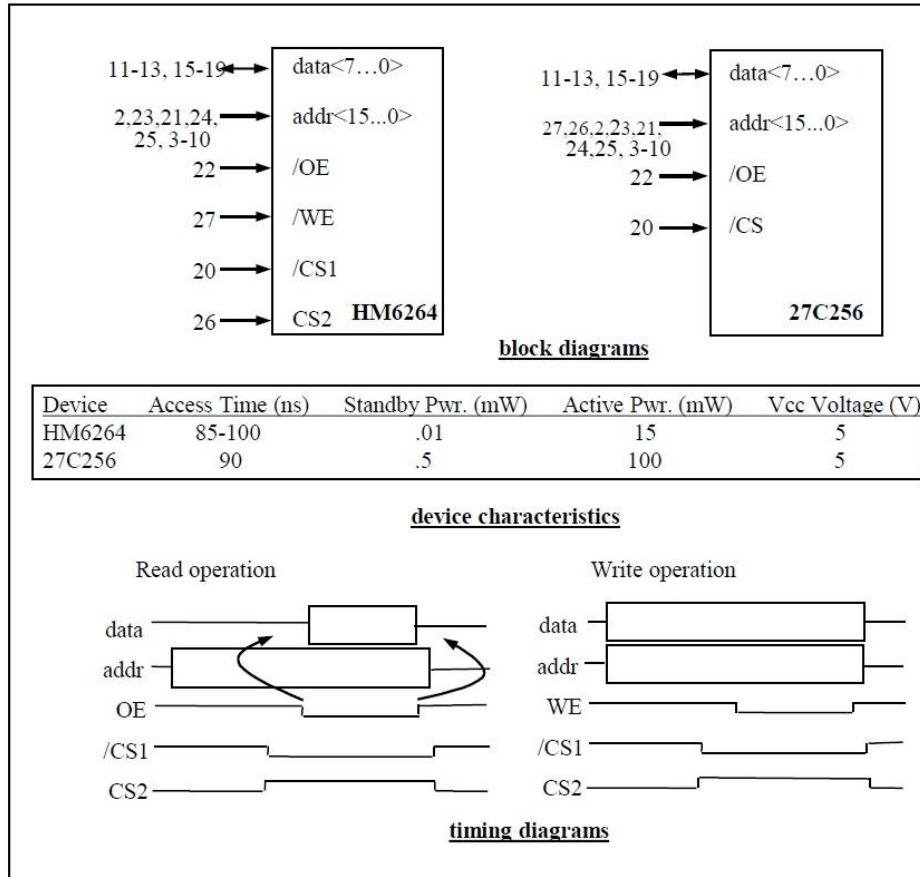 11-13, 15-19 data<7…0>
2,23,21,24, addr<15...0>
25, 3-10
22 /OE
27 /WE
20 /CS1
26 CS2 HM6264
11-13, 15-19 data<7…0>
27,26,2,23,21, addr<15...0>
24,25, 3-10
22 /OE
20 /CS
27C256
block diagrams
Device Access Time (ns) Standby Pwr. (mW) Active Pwr. (mW) Vcc Voltage (V)
HM6264 85-100 .01 15 5
27C256 90 .5 100 5
device characteristics
Read operation
data
addr
OE
/CS1
CS2
Write operation
data
addr
WE
/CS1
CS2
timing diagrams